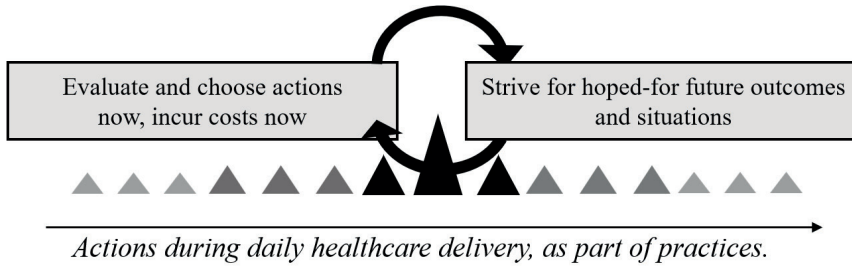 Evaluate and choose actions
now, incur costs now
Strive for hoped-for future outcomes
and situations
Actions during daily healthcare delivery, as part of practices.